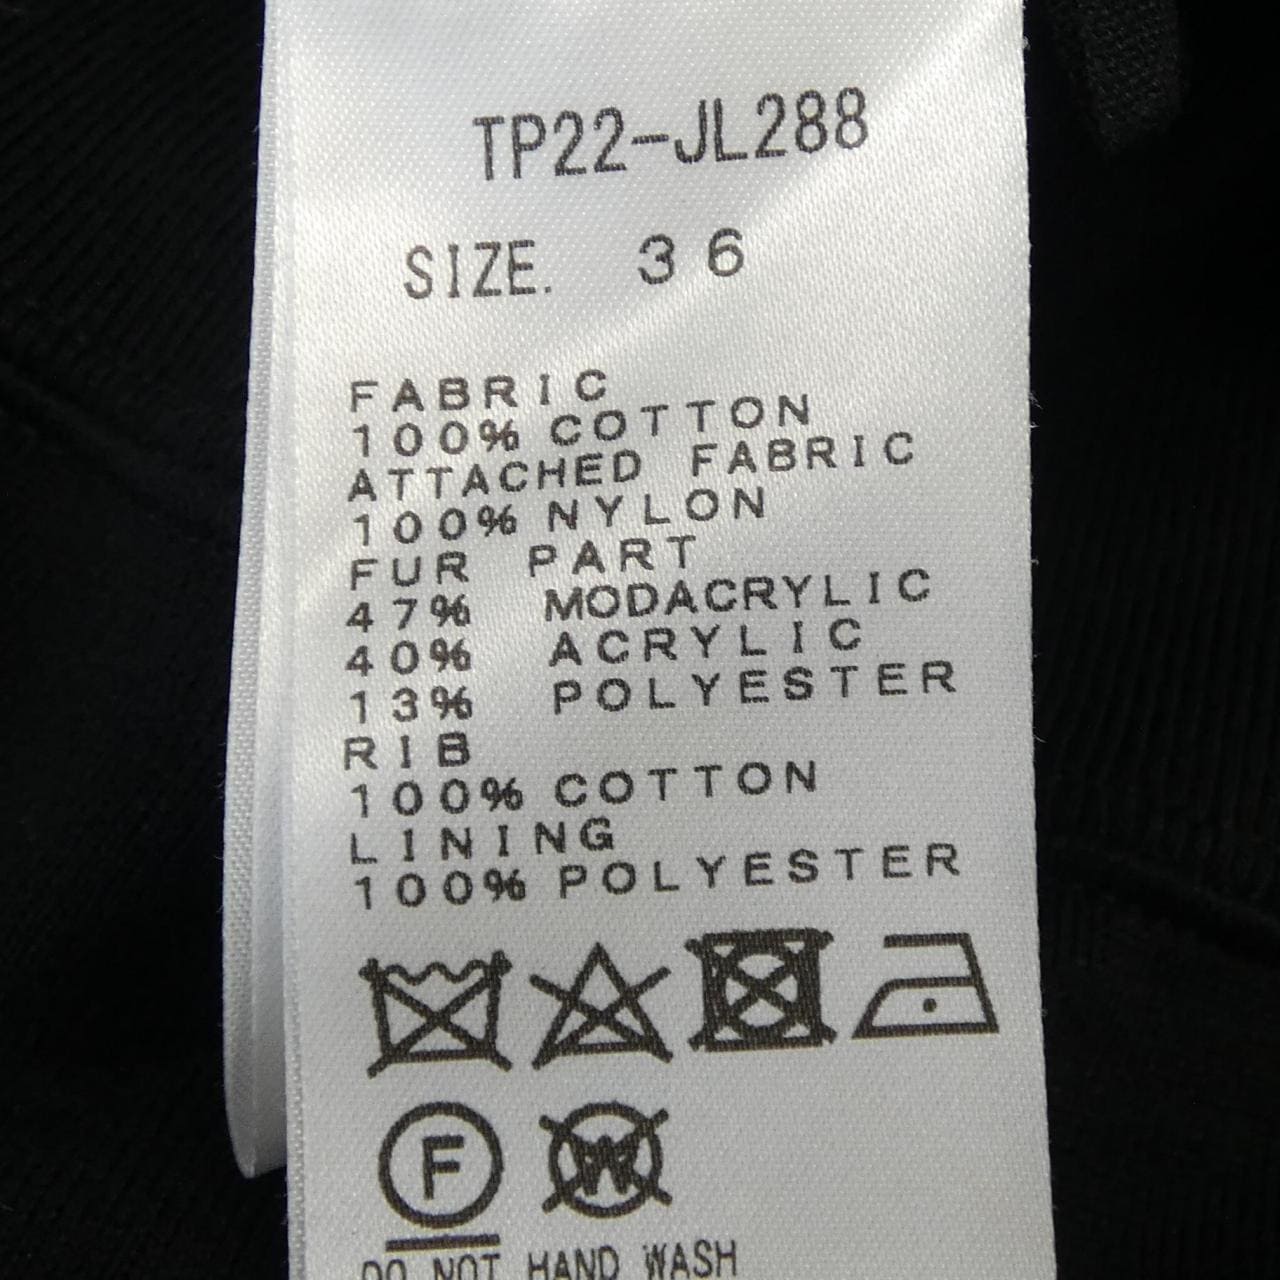 TP22-JL288
SIZE. 36
FABRIC
100% COTTON
ATTACHED FABRIC
100% NYLON
FUR PART
47% MODACRYLIC
40% ACRYLIC
13% POLYESTER
RIB
100% COTTON
LINING
100% POLYESTER
F W
DO NOT HAND WASH